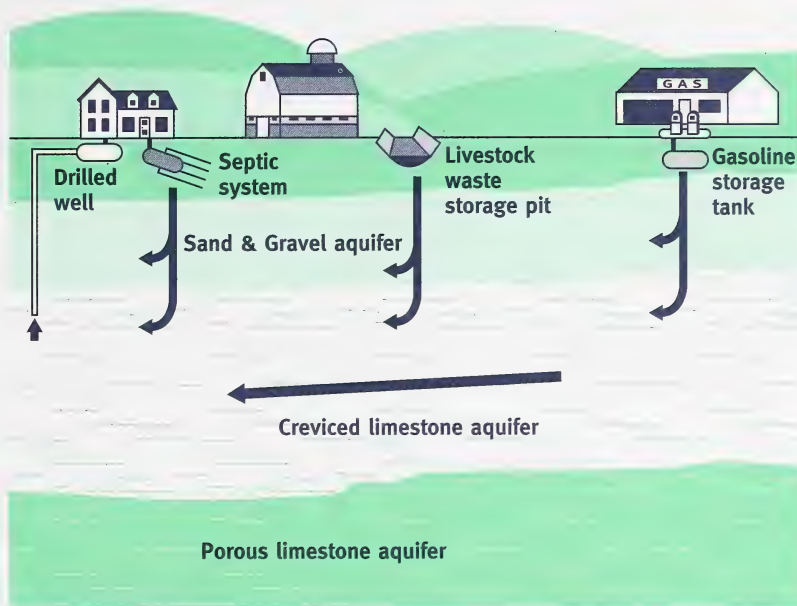 GAS
Drilled
well
Septic
system
Livestock
waste
storage pit
Gasoline
storage
tank
Sand & Gravel aquifer
Creviced limestone aquifer
Porous limestone aquifer